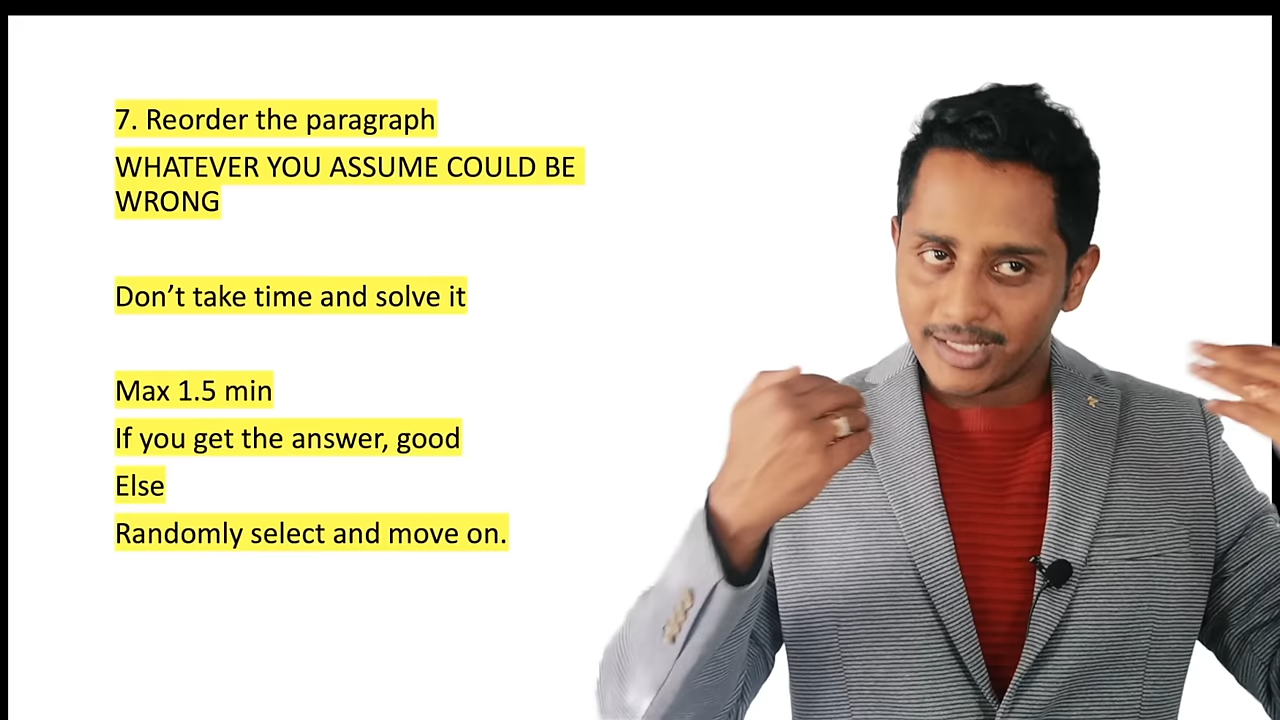 7. Reorder the paragraph
WHATEVER YOU ASSUME COULD BE
WRONG
Don’t take time and solve it
Max 1.5 min
If you get the answer, good
Else
Randomly select and move on.